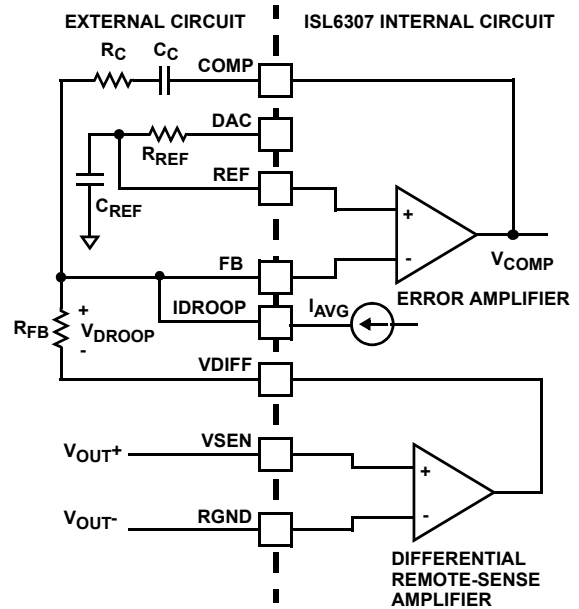 EXTERNAL CIRCUIT
ISL6307 INTERNAL CIRCUIT
RC
CC
COMP
DAC
RREF
REF
CREF
+
-
VCOMP
FB
ERROR AMPLIFIER
IDROOP
IAVG
RFB
+
VDROOP
-
VDIFF
VOUT+
VSEN
+
VOUT-
RGND
-
DIFFERENTIAL
REMOTE-SENSE
AMPLIFIER